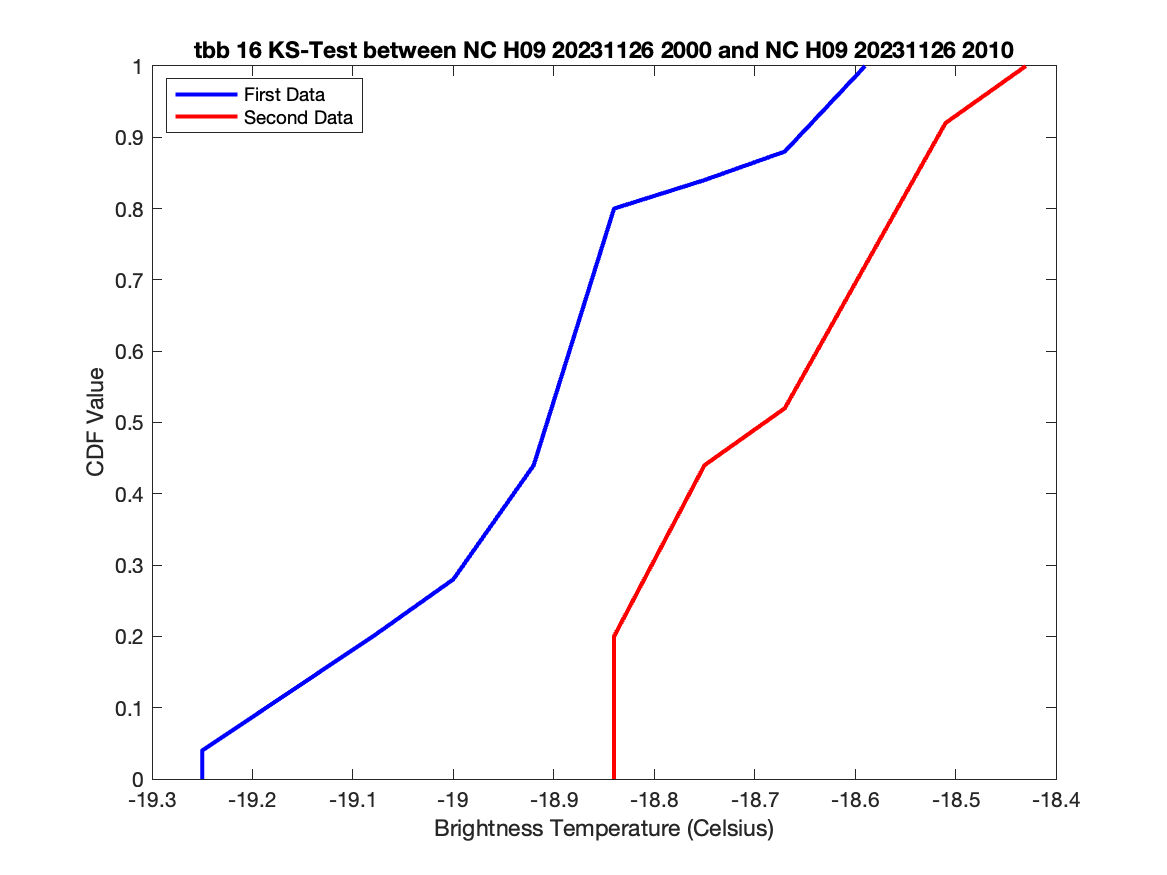 tbb 16 KS-Test between NC H09 20231126 2000 and NC H09 20231126 2010
First Data
Second Data
1
0.9
0.8
0.7
0.6
0.5
0.4
0.3
0.2
0.1
0
CDF Value
-19.3 -19.2 -19.1 -19 -18.9 -18.8 -18.7 -18.6 -18.5 -18.4
Brightness Temperature (Celsius)